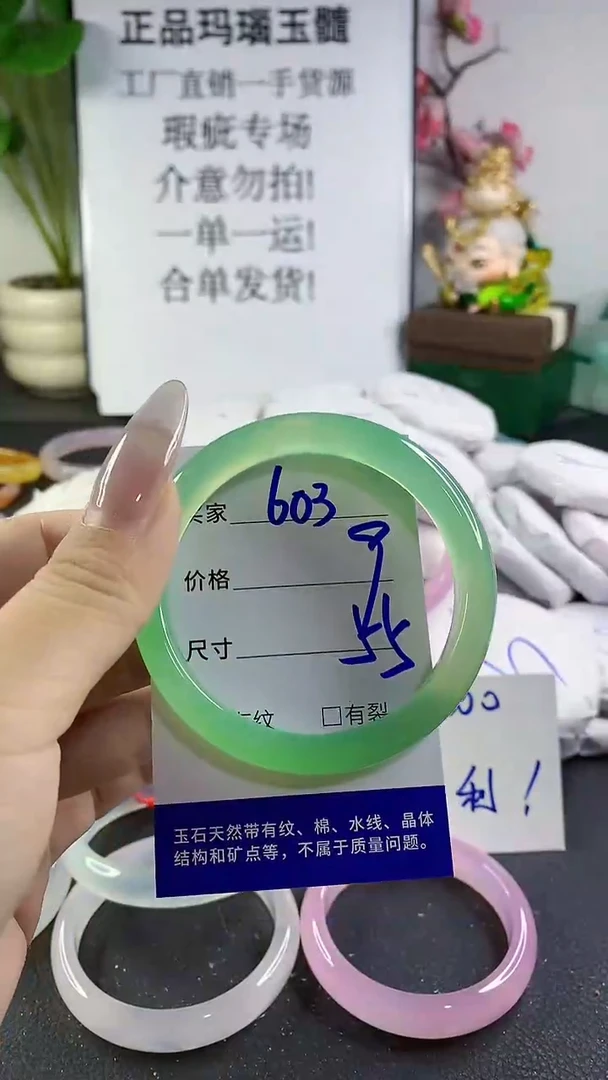 正品玛瑙玉髓
工厂直销一手货源
瑕疵专场
介意勿拍!
一单一运!
合单发货!
家 603
价格
尺寸 55
纹 □有裂
玉石天然带有纹、棉、水线、晶体
结构和矿点等，不属于质量问题。
00
利!